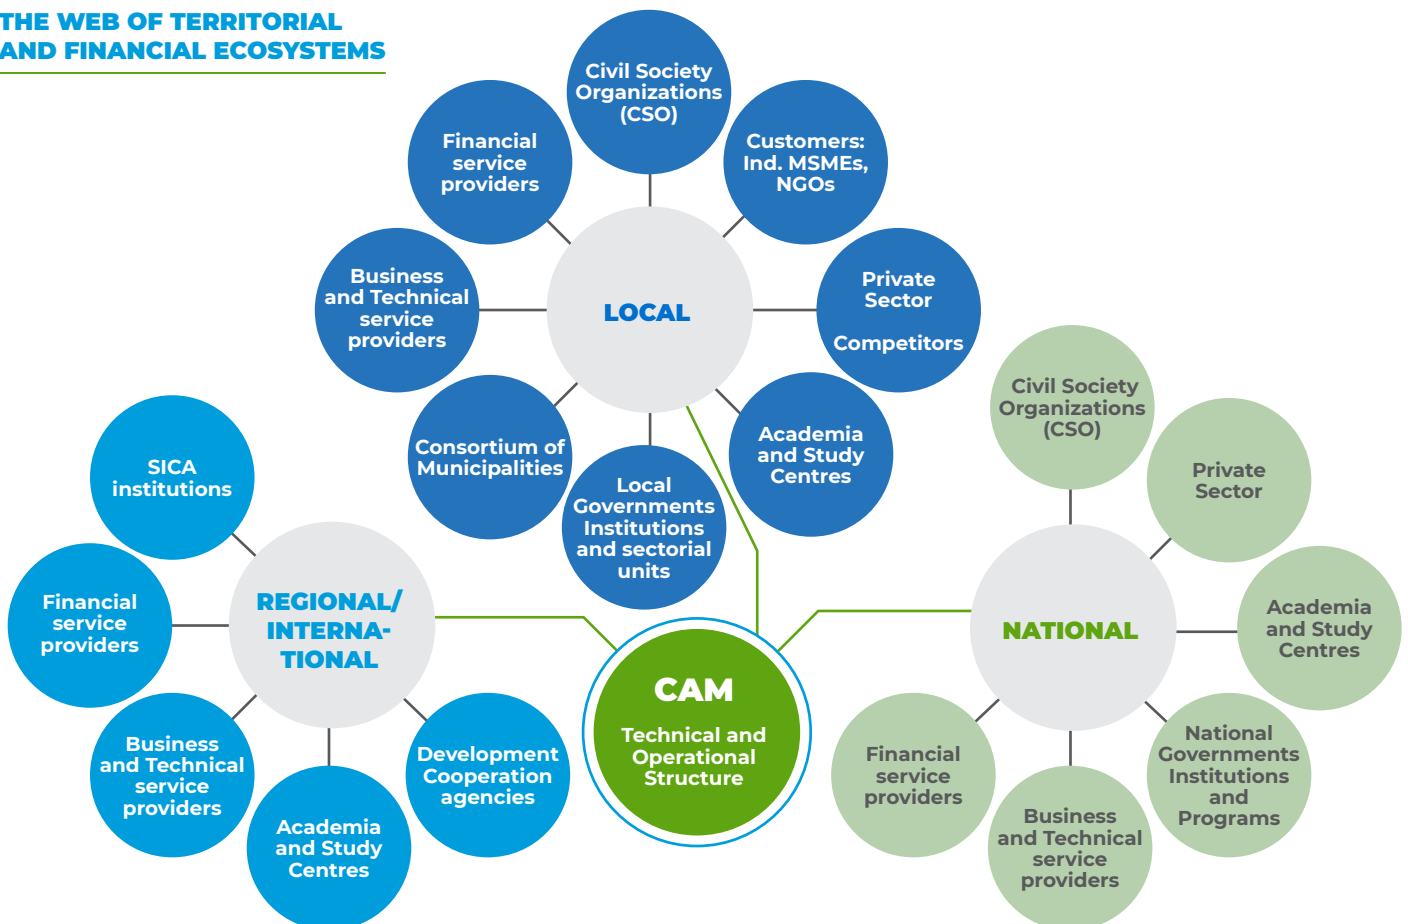 THE WEB OF TERRITORIAL
AND FINANCIAL ECOSYSTEMS
Civil Society
Organizations
(CSO)
Financial
service
providers
Customers:
Ind. MSMEs,
NGOs
Business
and Technical
service
providers
LOCAL
Private
Sector
Competitors
Consortium of
Municipalities
Local
Governments
Institutions
and sectorial
units
Academia
and Study
Centres
SICA
institutions
Financial
service
providers
REGIONAL/
INTERNA-
TIONAL
Business
and Technical
service
providers
Academia
and Study
Centres
Development
Cooperation
agencies
CAM
Technical and
Operational
Structure
Civil Society
Organizations
(CSO)
Private
Sector
NATIONAL
Academia
and Study
Centres
Financial
service
providers
Business
and Technical
service
providers
National
Governments
Institutions
and
Programs